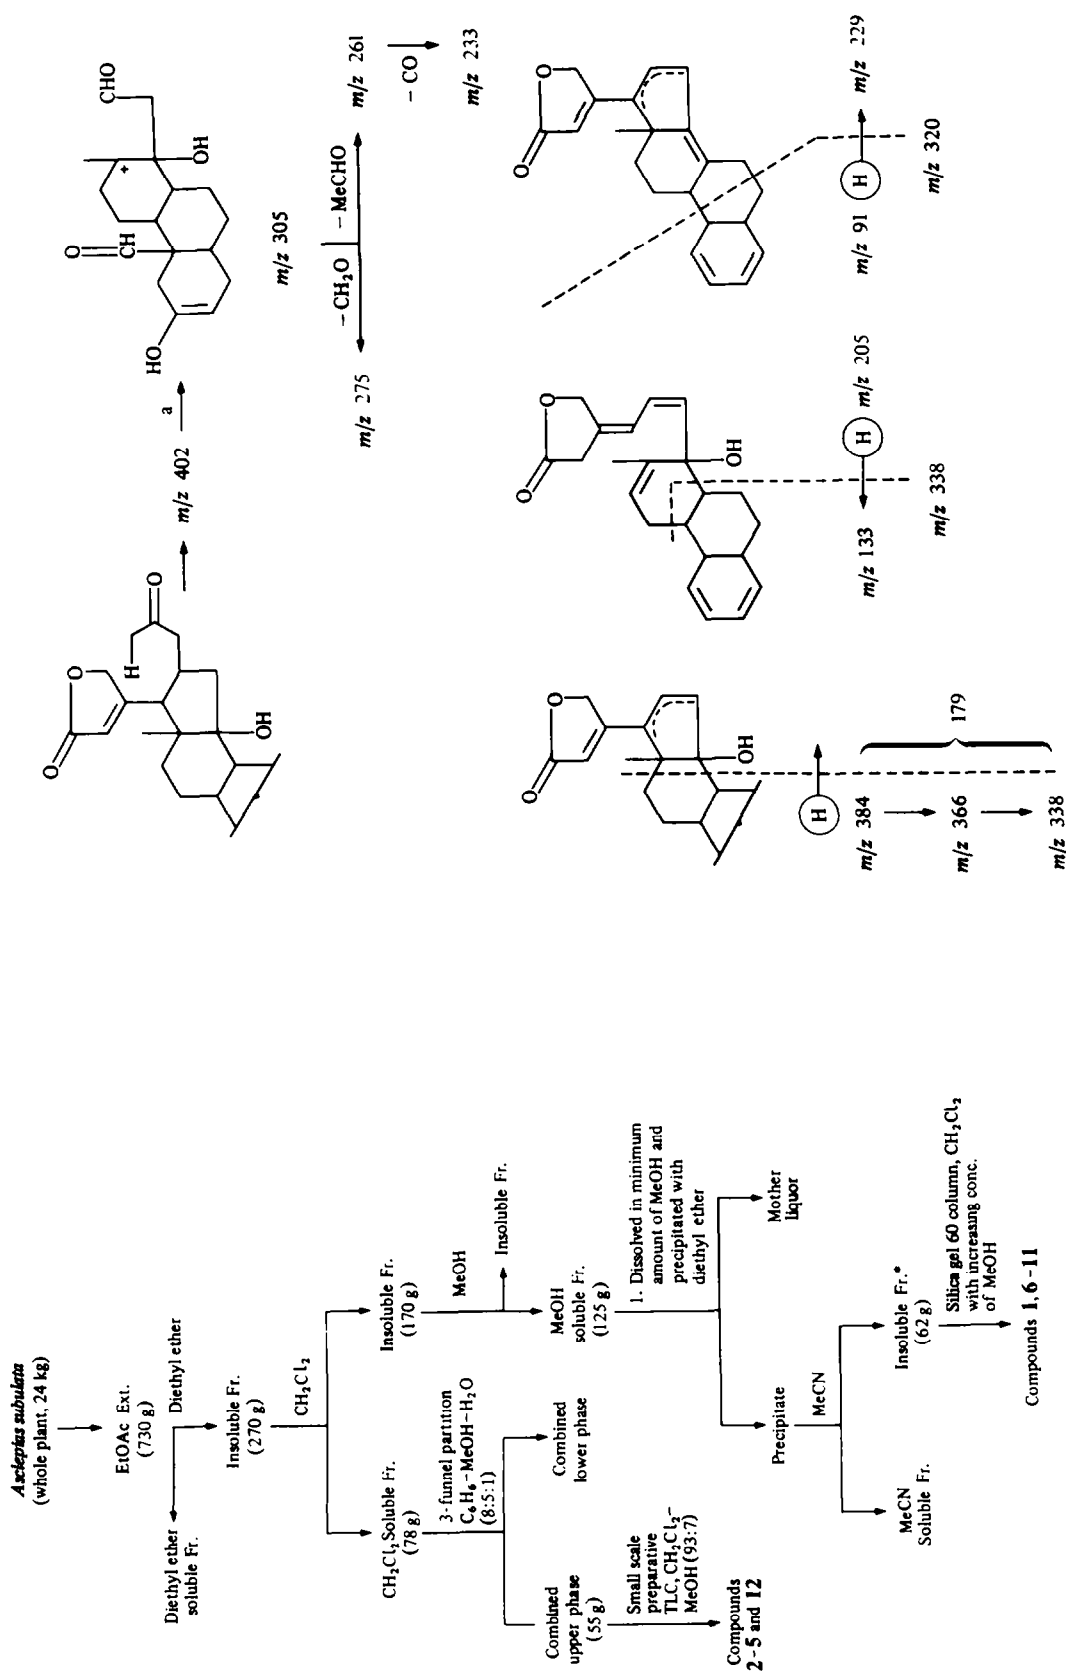 Asclepias subulata
(whole plant, 24 kg)
EtOAc Ext.
(730 g)
Diethyl ether
Diethyl ether
soluble Fr.
Insoluble Fr.
(270 g)
CH2Cl2
CH2Cl2 Soluble Fr.
(78 g)
Insoluble Fr.
(170 g)
3-funnel partition
C6H6-MeOH-H2O
(8:5:1)
MeOH
Insoluble Fr.
Combined
upper phase
(55 g)
Combined
lower phase
MeOH
soluble Fr.
(125 g)
Small scale
preparative
TLC, CH2Cl2-
MeOH (93:7)
1. Dissolved in minimum
amount of MeOH and
precipitated with
diethyl ether
Compounds
2-5 and 12
Precipitate
Mother
liquor
MeCN
MeCN
Soluble Fr.
Insoluble Fr.*
(62 g)
Silica gel 60 column, CH2Cl2
with increasing conc.
of MeOH
Compounds 1, 6-11
O
O
H
O
OH
m/z 402
a
O
CH
HO
CHO
+
OH
m/z 305
- CH2O
- MeCHO
m/z 275
m/z 261
- CO
m/z 233
O
O
OH
H
m/z 384
m/z 366
m/z 338
179
O
O
OH
m/z 133
H
m/z 205
m/z 338
O
O
m/z 91
H
m/z 229
m/z 320